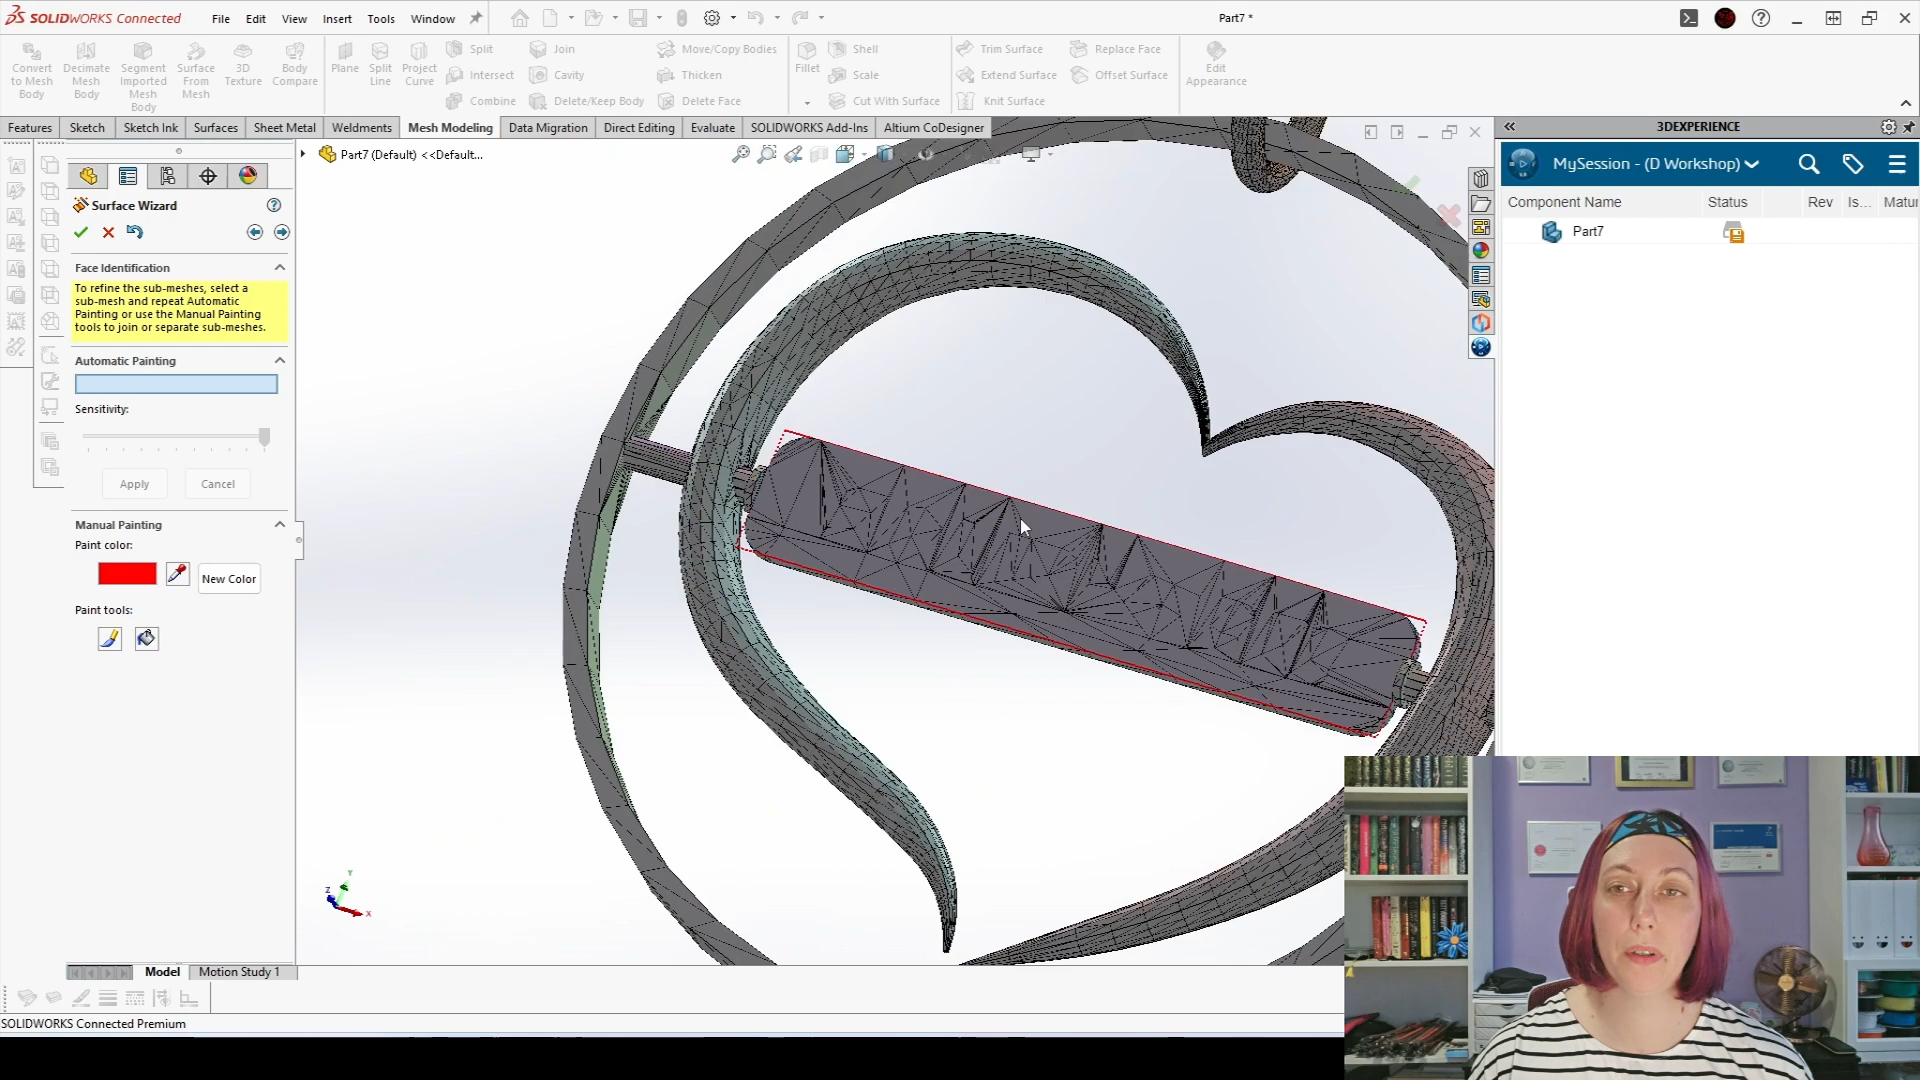 SOLIDWORKS Connected
File
Edit
View
Insert
Tools
Window
Part7 *
Convert to Mesh Body
Decimate Mesh Body
Segment Imported Mesh Body
Surface From Mesh
3D Texture
Body Compare
Plane
Split Line
Project Curve
Split
Intersect
Combine
Join
Cavity
Delete/Keep Body
Move/Copy Bodies
Thicken
Delete Face
Fillet
Shell
Scale
Cut With Surface
Trim Surface
Extend Surface
Knit Surface
Replace Face
Offset Surface
Edit Appearance
Features
Sketch
Sketch Ink
Surfaces
Sheet Metal
Weldments
Mesh Modeling
Data Migration
Direct Editing
Evaluate
SOLIDWORKS Add-Ins
Altium CoDesigner
3DEXPERIENCE
Part7 (Default) <<Default...
MySession - (D Workshop)
Component Name
Status
Rev
Is...
Matur
Part7
Surface Wizard
Face Identification
To refine the sub-meshes, select a
sub-mesh and repeat Automatic
Painting or use the Manual Painting
tools to join or separate sub-meshes.
Automatic Painting
Sensitivity:
Apply
Cancel
Manual Painting
Paint color:
New Color
Paint tools:
Y
Z
X
Model
Motion Study 1
SOLIDWORKS Connected Premium